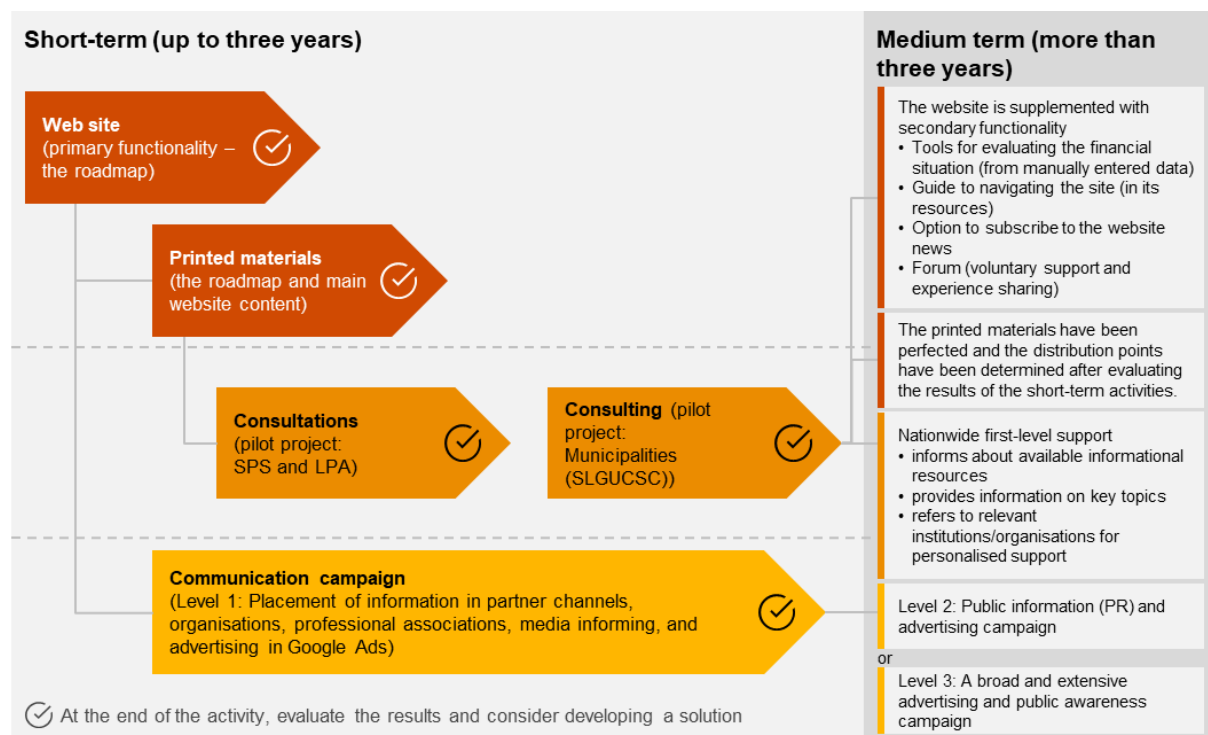 Short-term (up to three years)
Web site
(primary functionality –
the roadmap)
Printed materials
(the roadmap and main
website content)
Consultations
(pilot project:
SPS and LPA)
Consulting (pilot
project:
Municipalities
(SLGUCSC))
Communication campaign
(Level 1: Placement of information in partner channels,
organisations, professional associations, media informing, and
advertising in Google Ads)
At the end of the activity, evaluate the results and consider developing a solution
Medium term (more than
three years)
The website is supplemented with
secondary functionality
• Tools for evaluating the financial
situation (from manually entered data)
• Guide to navigating the site (in its
resources)
• Option to subscribe to the website
news
• Forum (voluntary support and
experience sharing)
The printed materials have been
perfected and the distribution points
have been determined after evaluating
the results of the short-term activities.
Nationwide first-level support
• informs about available informational
resources
• provides information on key topics
• refers to relevant
institutions/organisations for
personalised support
Level 2: Public information (PR) and
advertising campaign
or
Level 3: A broad and extensive
advertising and public awareness
campaign